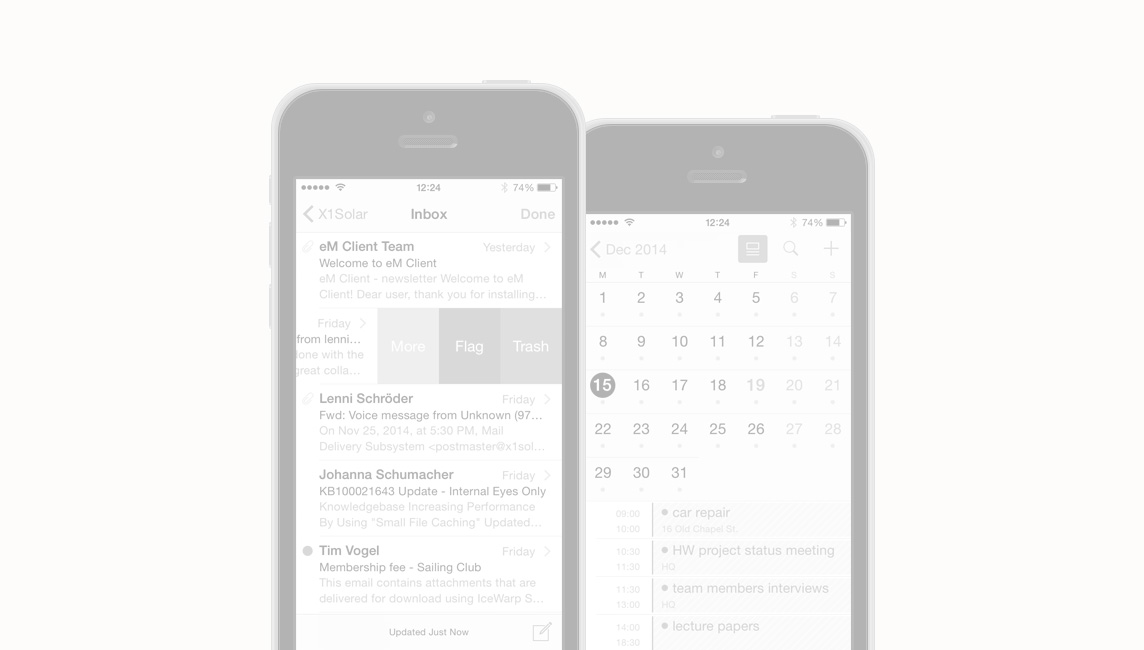 12:24
74%
X1Solar
Inbox
Done
eM Client Team
Yesterday
Welcome to eM Client
eM Client - newsletter Welcome to eM
Client! Dear user, thank you for installing...
Friday
from lenni...
done with the
great colla...
More
Flag
Trash
Lenni Schröder
Friday
Fwd: Voice message from Unknown (97...
On Nov 25, 2014, at 5:30 PM, Mail
Delivery Subsystem <postmaster@x1sol...
Johanna Schumacher
Friday
KB100021643 Update - Internal Eyes Only
Knowledgebase Increasing Performance
By Using "Small File Caching" Updated...
Tim Vogel
Friday
Membership fee - Sailing Club
This email contains attachments that are
delivered for download using IceWarp S...
Updated Just Now
12:24
74%
Dec 2014
M T W T F S S
1 2 3 4 5 6 7
8 9 10 11 12 13 14
15 16 17 18 19 20 21
22 23 24 25 26 27 28
29 30 31
09:00 car repair
10:00 16 Old Chapel St.
10:30 HW project status meeting
11:30 HQ
11:30 team members interviews
13:00 HQ
14:00 lecture papers
18:30